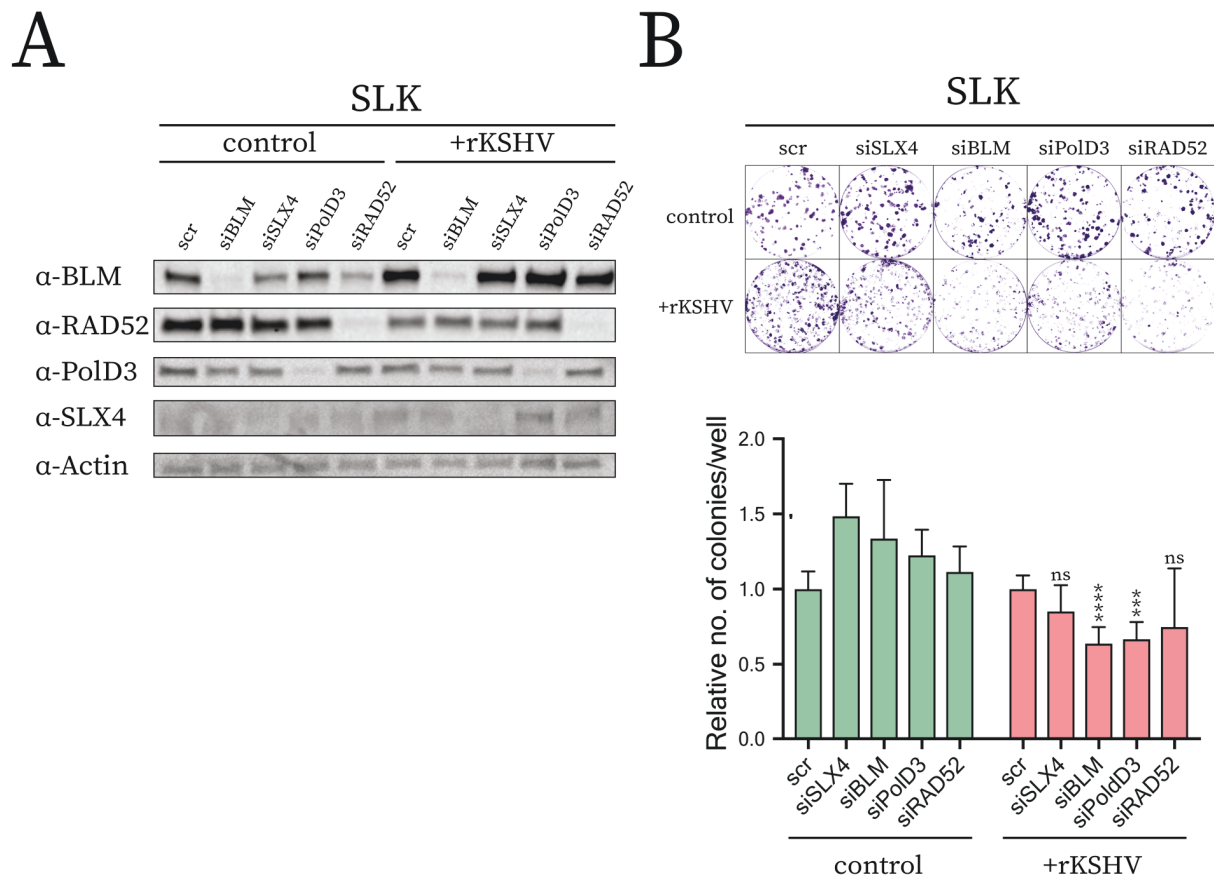 A
SLK
control +rKSHV
scr siBLM siSLX4 siPolD3 siRAD52 scr siBLM siSLX4 siPolD3 siRAD52
α-BLM
α-RAD52
α-PolD3
α-SLX4
α-Actin
B
SLK
scr siSLX4 siBLM siPolD3 siRAD52
control
+rKSHV
Relative no. of colonies/well
2.0
1.5
1.0
0.5
0.0
ns **** *** ns
scr siSLX4 siBLM siPolD3 siRAD52 scr siSLX4 siBLM siPoldD3 siRAD52
control +rKSHV